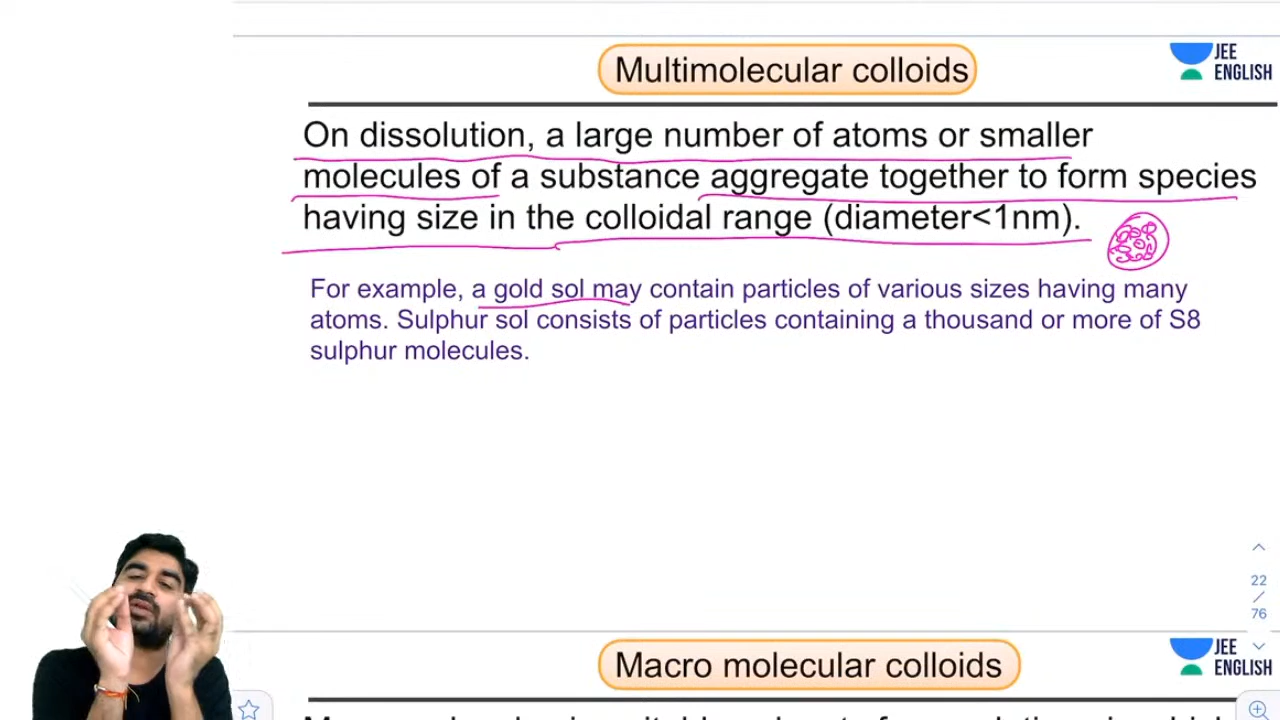 Multimolecular colloids
JEE
ENGLISH
On dissolution, a large number of atoms or smaller
molecules of a substance aggregate together to form species
having size in the colloidal range (diameter<1nm).
For example, a gold sol may contain particles of various sizes having many
atoms. Sulphur sol consists of particles containing a thousand or more of S8
sulphur molecules.
22
/
76
Macro molecular colloids
JEE
ENGLISH